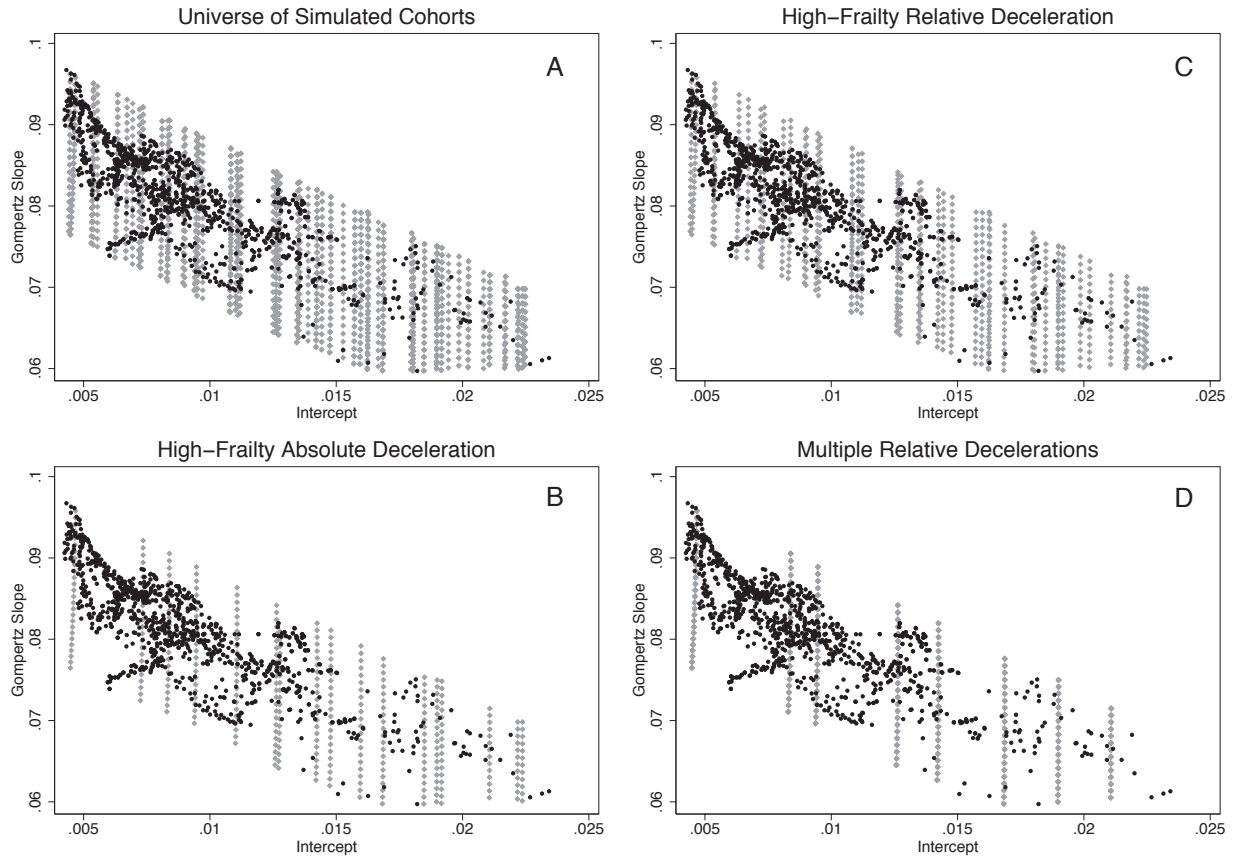 Universe of Simulated Cohorts
A
Gompertz Slope
.1
.09
.08
.07
.06
.005
.01
.015
.02
.025
Intercept
High−Frailty Relative Deceleration
C
Gompertz Slope
.1
.09
.08
.07
.06
.005
.01
.015
.02
.025
Intercept
High−Frailty Absolute Deceleration
B
Gompertz Slope
.1
.09
.08
.07
.06
.005
.01
.015
.02
.025
Intercept
Multiple Relative Decelerations
D
Gompertz Slope
.1
.09
.08
.07
.06
.005
.01
.015
.02
.025
Intercept